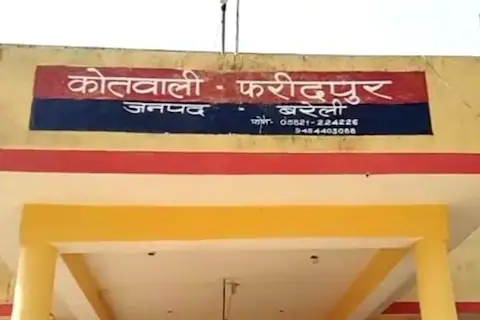 कोतवाली - फरीदपुर
जनपद - बरेली
फोन- 05821-224226
9454403088